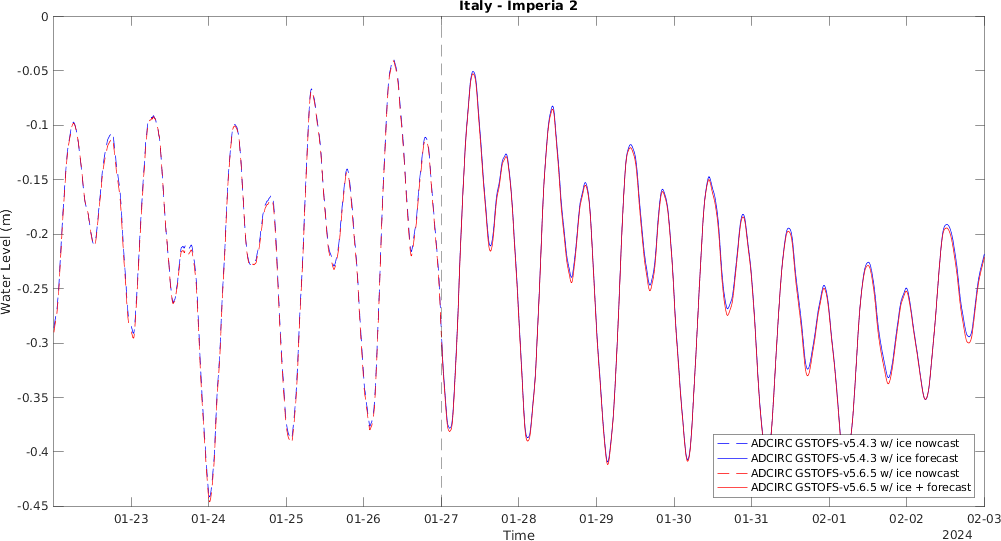 Italy - Imperia 2
0
-0.05
-0.1
-0.15
-0.2
-0.25
-0.3
-0.35
-0.4
-0.45
Water Level (m)
ADCIRC GSTOFS-v5.4.3 w/ ice nowcast
ADCIRC GSTOFS-v5.4.3 w/ ice forecast
ADCIRC GSTOFS-v5.6.5 w/ ice nowcast
ADCIRC GSTOFS-v5.6.5 w/ ice + forecast
01-23 01-24 01-25 01-26 01-27 01-28 01-29 01-30 01-31 02-01 02-02 02-03
Time
2024